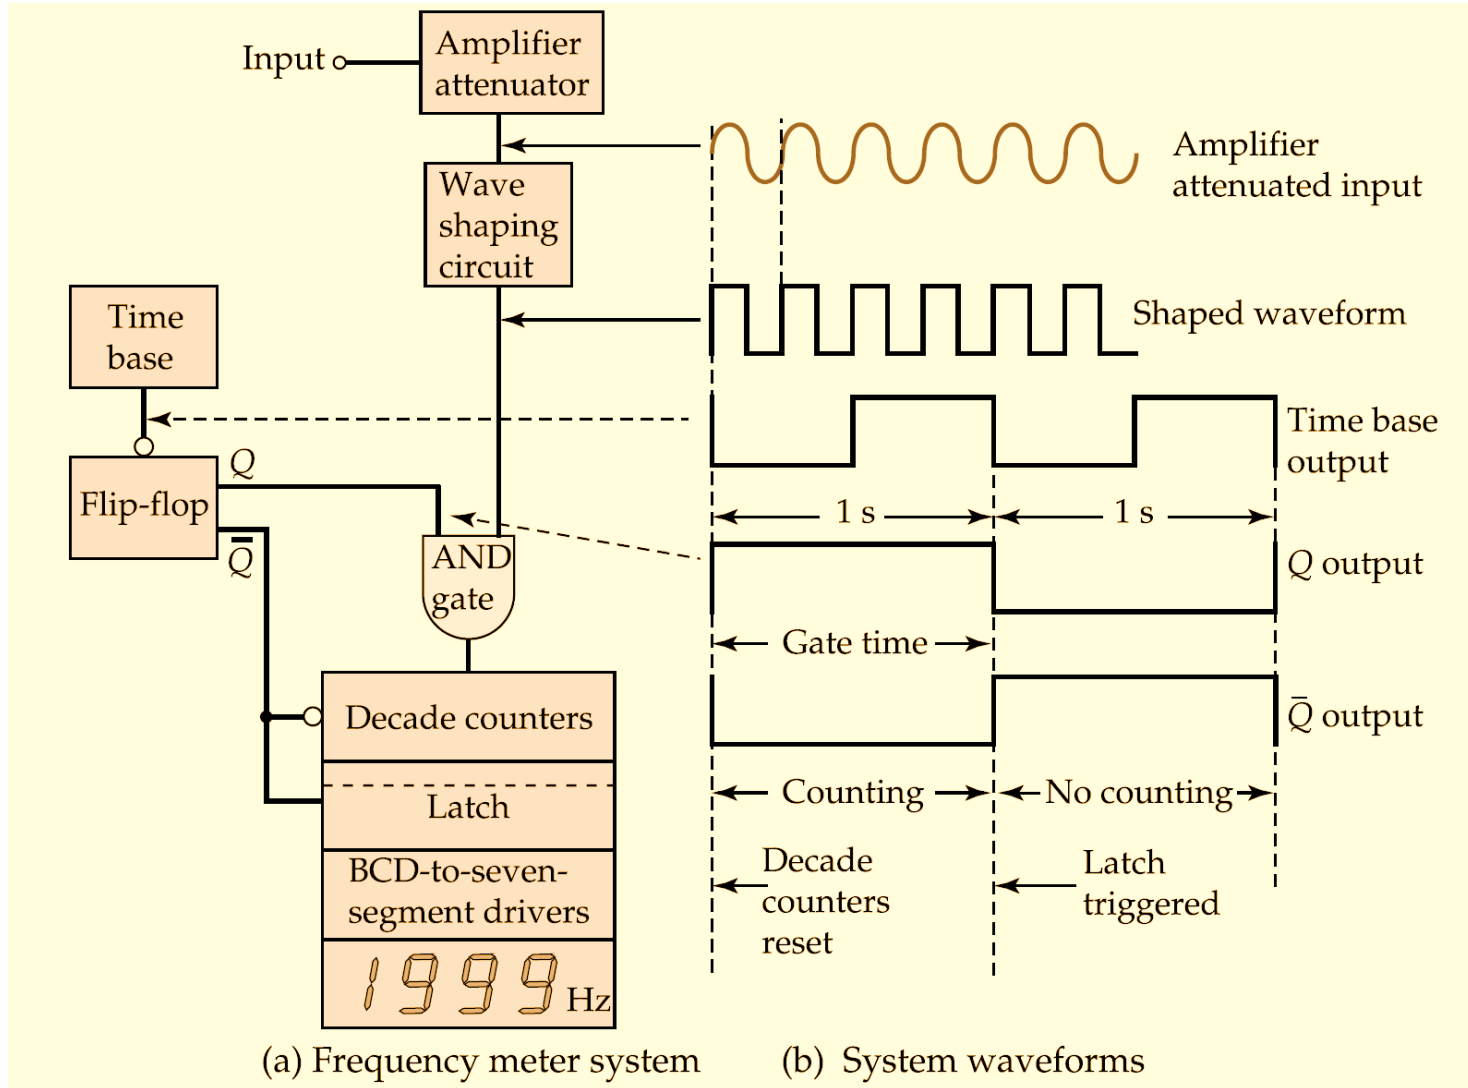 Input
Amplifier
attenuator
Wave
shaping
circuit
Time
base
Flip-flop
Q
Q̅
AND
gate
Decade counters
Latch
BCD-to-seven-
segment drivers
1999 Hz
(a) Frequency meter system
Amplifier
attenuated input
Shaped waveform
Time base
output
1 s
1 s
Q output
Gate time
Q̅ output
Counting
No counting
Decade
counters
reset
Latch
triggered
(b) System waveforms